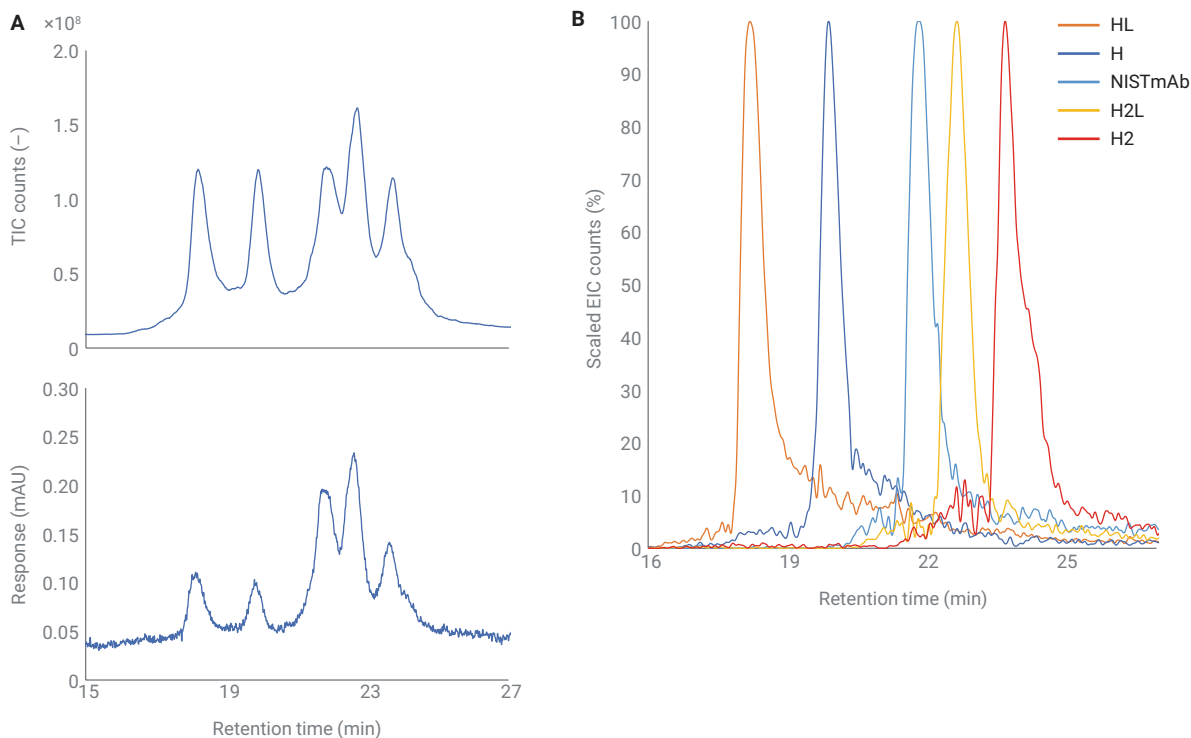 A
×10⁸
TIC counts (–)
2.0
1.5
1.0
0.5
0
Response (mAU)
0.30
0.25
0.20
0.15
0.10
0.05
0
15 19 23 27
Retention time (min)
B
Scaled EIC counts (%)
100
90
80
70
60
50
40
30
20
10
0
16 19 22 25
Retention time (min)
HL
H
NISTmAb
H2L
H2